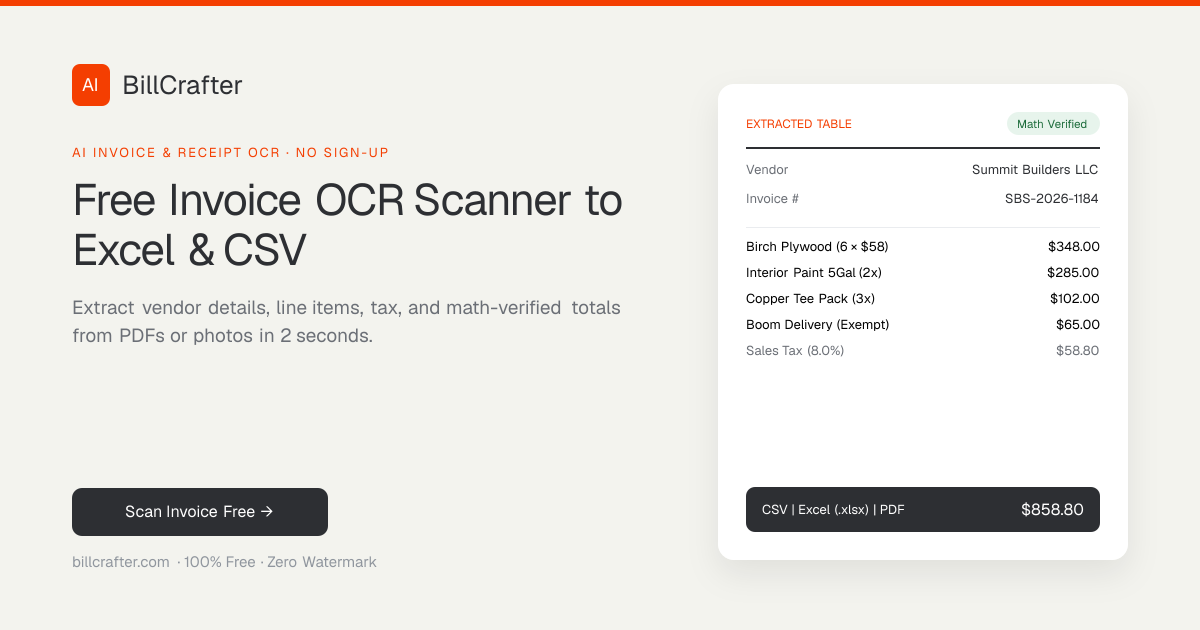 AI BillCrafter
AI INVOICE & RECEIPT OCR · NO SIGN-UP
Free Invoice OCR Scanner to
Excel & CSV
Extract vendor details, line items, tax, and math-verified totals
from PDFs or photos in 2 seconds.
Scan Invoice Free →
billcrafter.com · 100% Free · Zero Watermark
EXTRACTED TABLE Math Verified
Vendor Summit Builders LLC
Invoice # SBS-2026-1184
Birch Plywood (6 × $58) $348.00
Interior Paint 5Gal (2x) $285.00
Copper Tee Pack (3x) $102.00
Boom Delivery (Exempt) $65.00
Sales Tax (8.0%) $58.80
CSV | Excel (.xlsx) | PDF $858.80